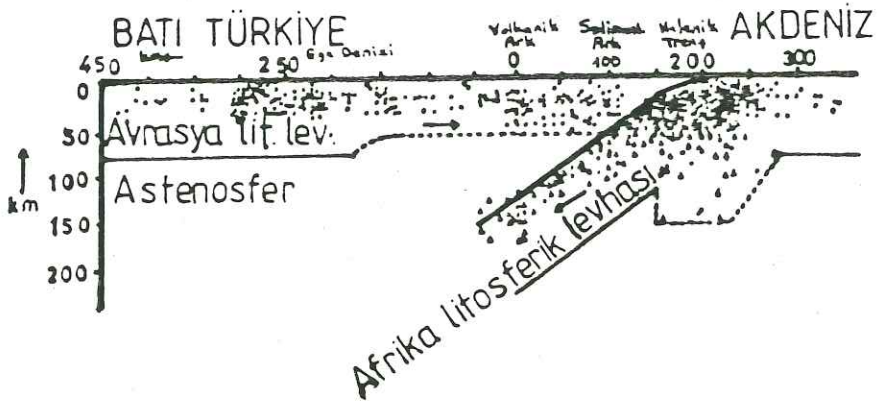 BATI TÜRKİYE
Volkanik Ark
Sediment Ark
Helenik Trenç
AKDENİZ
Ege Denizi
450 250 0 100 200 300
0
50
100
150
200
km
Avrasya lit. lev.
Astenosfer
Afrika litosferik levhası